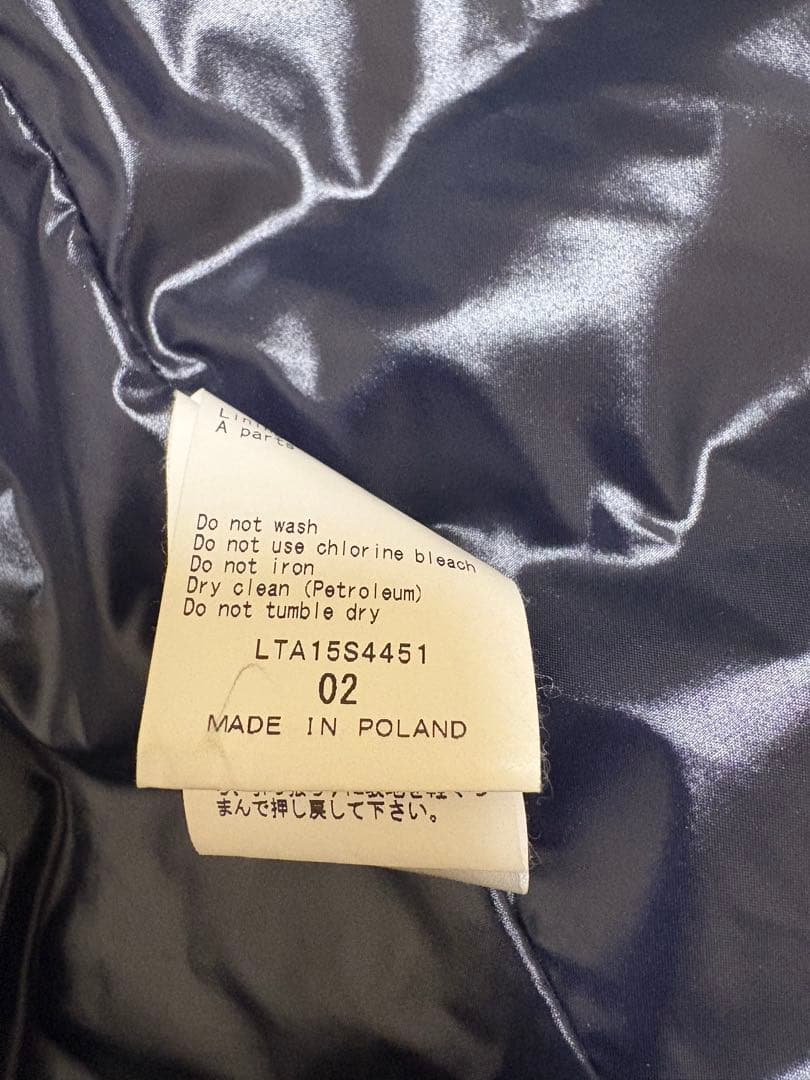 A parts
Do not wash
Do not use chlorine bleach
Do not iron
Dry clean (Petroleum)
Do not tumble dry
LTA15S4451
02
MADE IN POLAND
まんで押し戻して下さい。